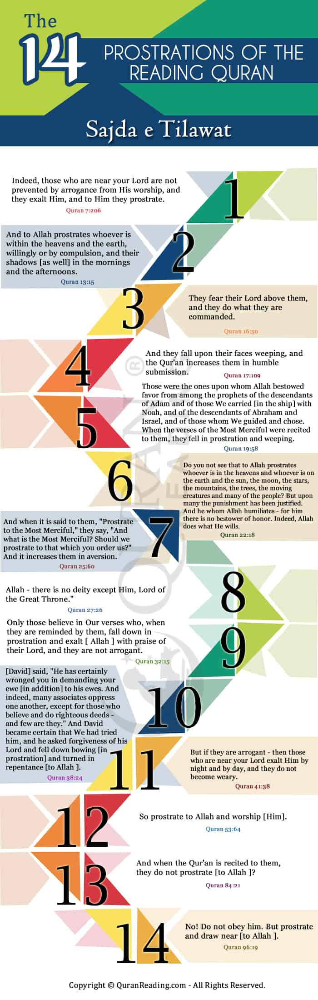 The
14
PROSTRATIONS OF THE
READING QURAN
Sajda e Tilawat
Indeed, those who are near your Lord are not
prevented by arrogance from His worship, and
they exalt Him, and to Him they prostrate.
Quran 7:206
1
And to Allah prostrates whoever is
within the heavens and the earth,
willingly or by compulsion, and their
shadows [as well] in the mornings
and the afternoons.
Quran 13:15
2
3
They fear their Lord above them,
and they do what they are
commanded.
Quran 16:50
4
And they fall upon their faces weeping, and
the Qur'an increases them in humble
submission.
Quran 17:109
5
Those were the ones upon whom Allah bestowed
favor from among the prophets of the descendants
of Adam and of those We carried [in the ship] with
Noah, and of the descendants of Abraham and
Israel, and of those whom We guided and chose.
When the verses of the Most Merciful were recited
to them, they fell in prostration and weeping.
Quran 19:58
6
Do you not see that to Allah prostrates
whoever is in the heavens and whoever is on
the earth and the sun, the moon, the stars,
the mountains, the trees, the moving
creatures and many of the people? But upon
many the punishment has been justified.
And he whom Allah humiliates - for him
there is no bestower of honor. Indeed, Allah
does what He wills.
Quran 22:18
And when it is said to them, "Prostrate
to the Most Merciful," they say, "And
what is the Most Merciful? Should we
prostrate to that which you order us?"
And it increases them in aversion.
Quran 25:60
7
Allah - there is no deity except Him, Lord of
the Great Throne."
Quran 27:26
8
Only those believe in Our verses who, when
they are reminded by them, fall down in
prostration and exalt [ Allah ] with praise of
their Lord, and they are not arrogant.
Quran 32:15
9
[David] said, "He has certainly
wronged you in demanding your
ewe [in addition] to his ewes. And
indeed, many associates oppress
one another, except for those who
believe and do righteous deeds -
and few are they." And David
became certain that We had tried
him, and he asked forgiveness of his
Lord and fell down bowing [in
prostration] and turned in
repentance [to Allah ].
Quran 38:24
10
11
But if they are arrogant - then those
who are near your Lord exalt Him by
night and by day, and they do not
become weary.
Quran 41:38
12
So prostrate to Allah and worship [Him].
Quran 53:64
13
And when the Qur'an is recited to them,
they do not prostrate [to Allah ]?
Quran 84:21
14
No! Do not obey him. But prostrate
and draw near [to Allah ].
Quran 96:19
QURAN ®
READING
Copyright © QuranReading.com - All Rights Reserved.